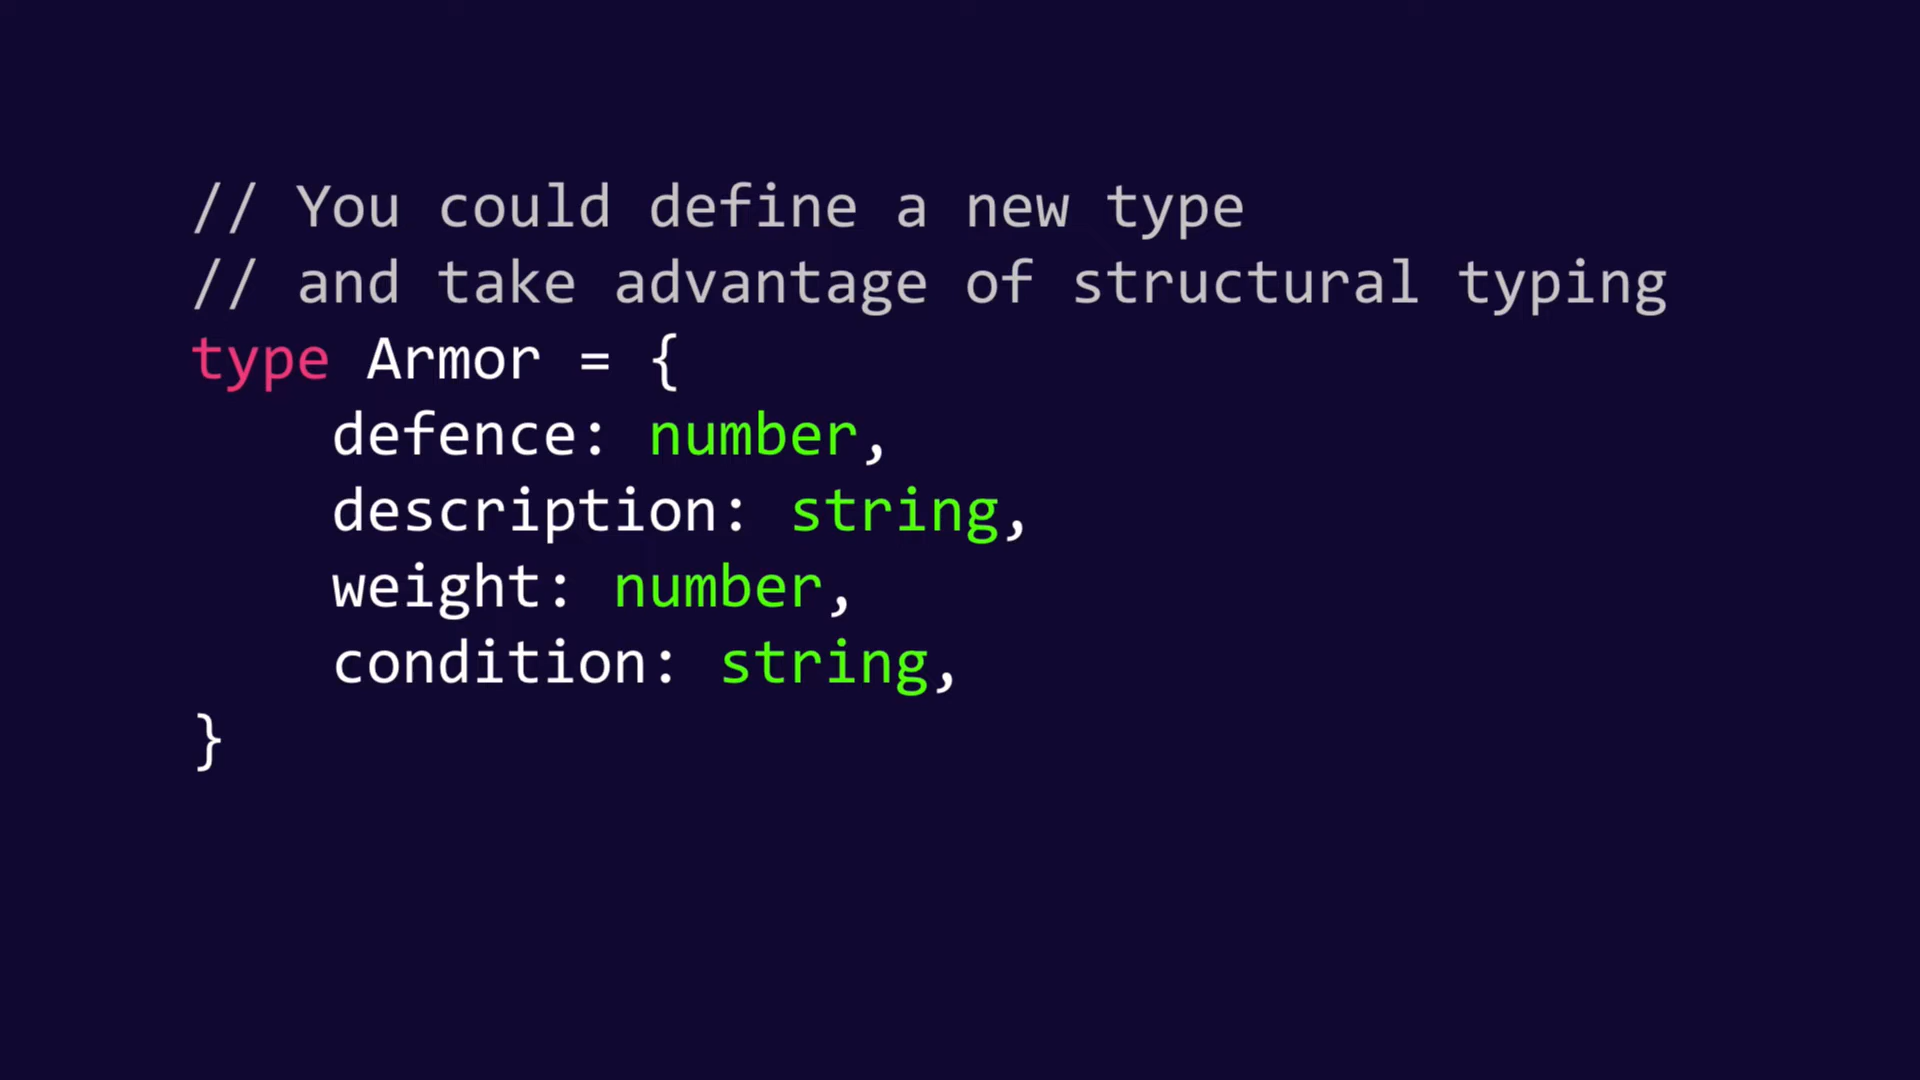 // You could define a new type
// and take advantage of structural typing
type Armor = {
    defence: number,
    description: string,
    weight: number,
    condition: string,
}